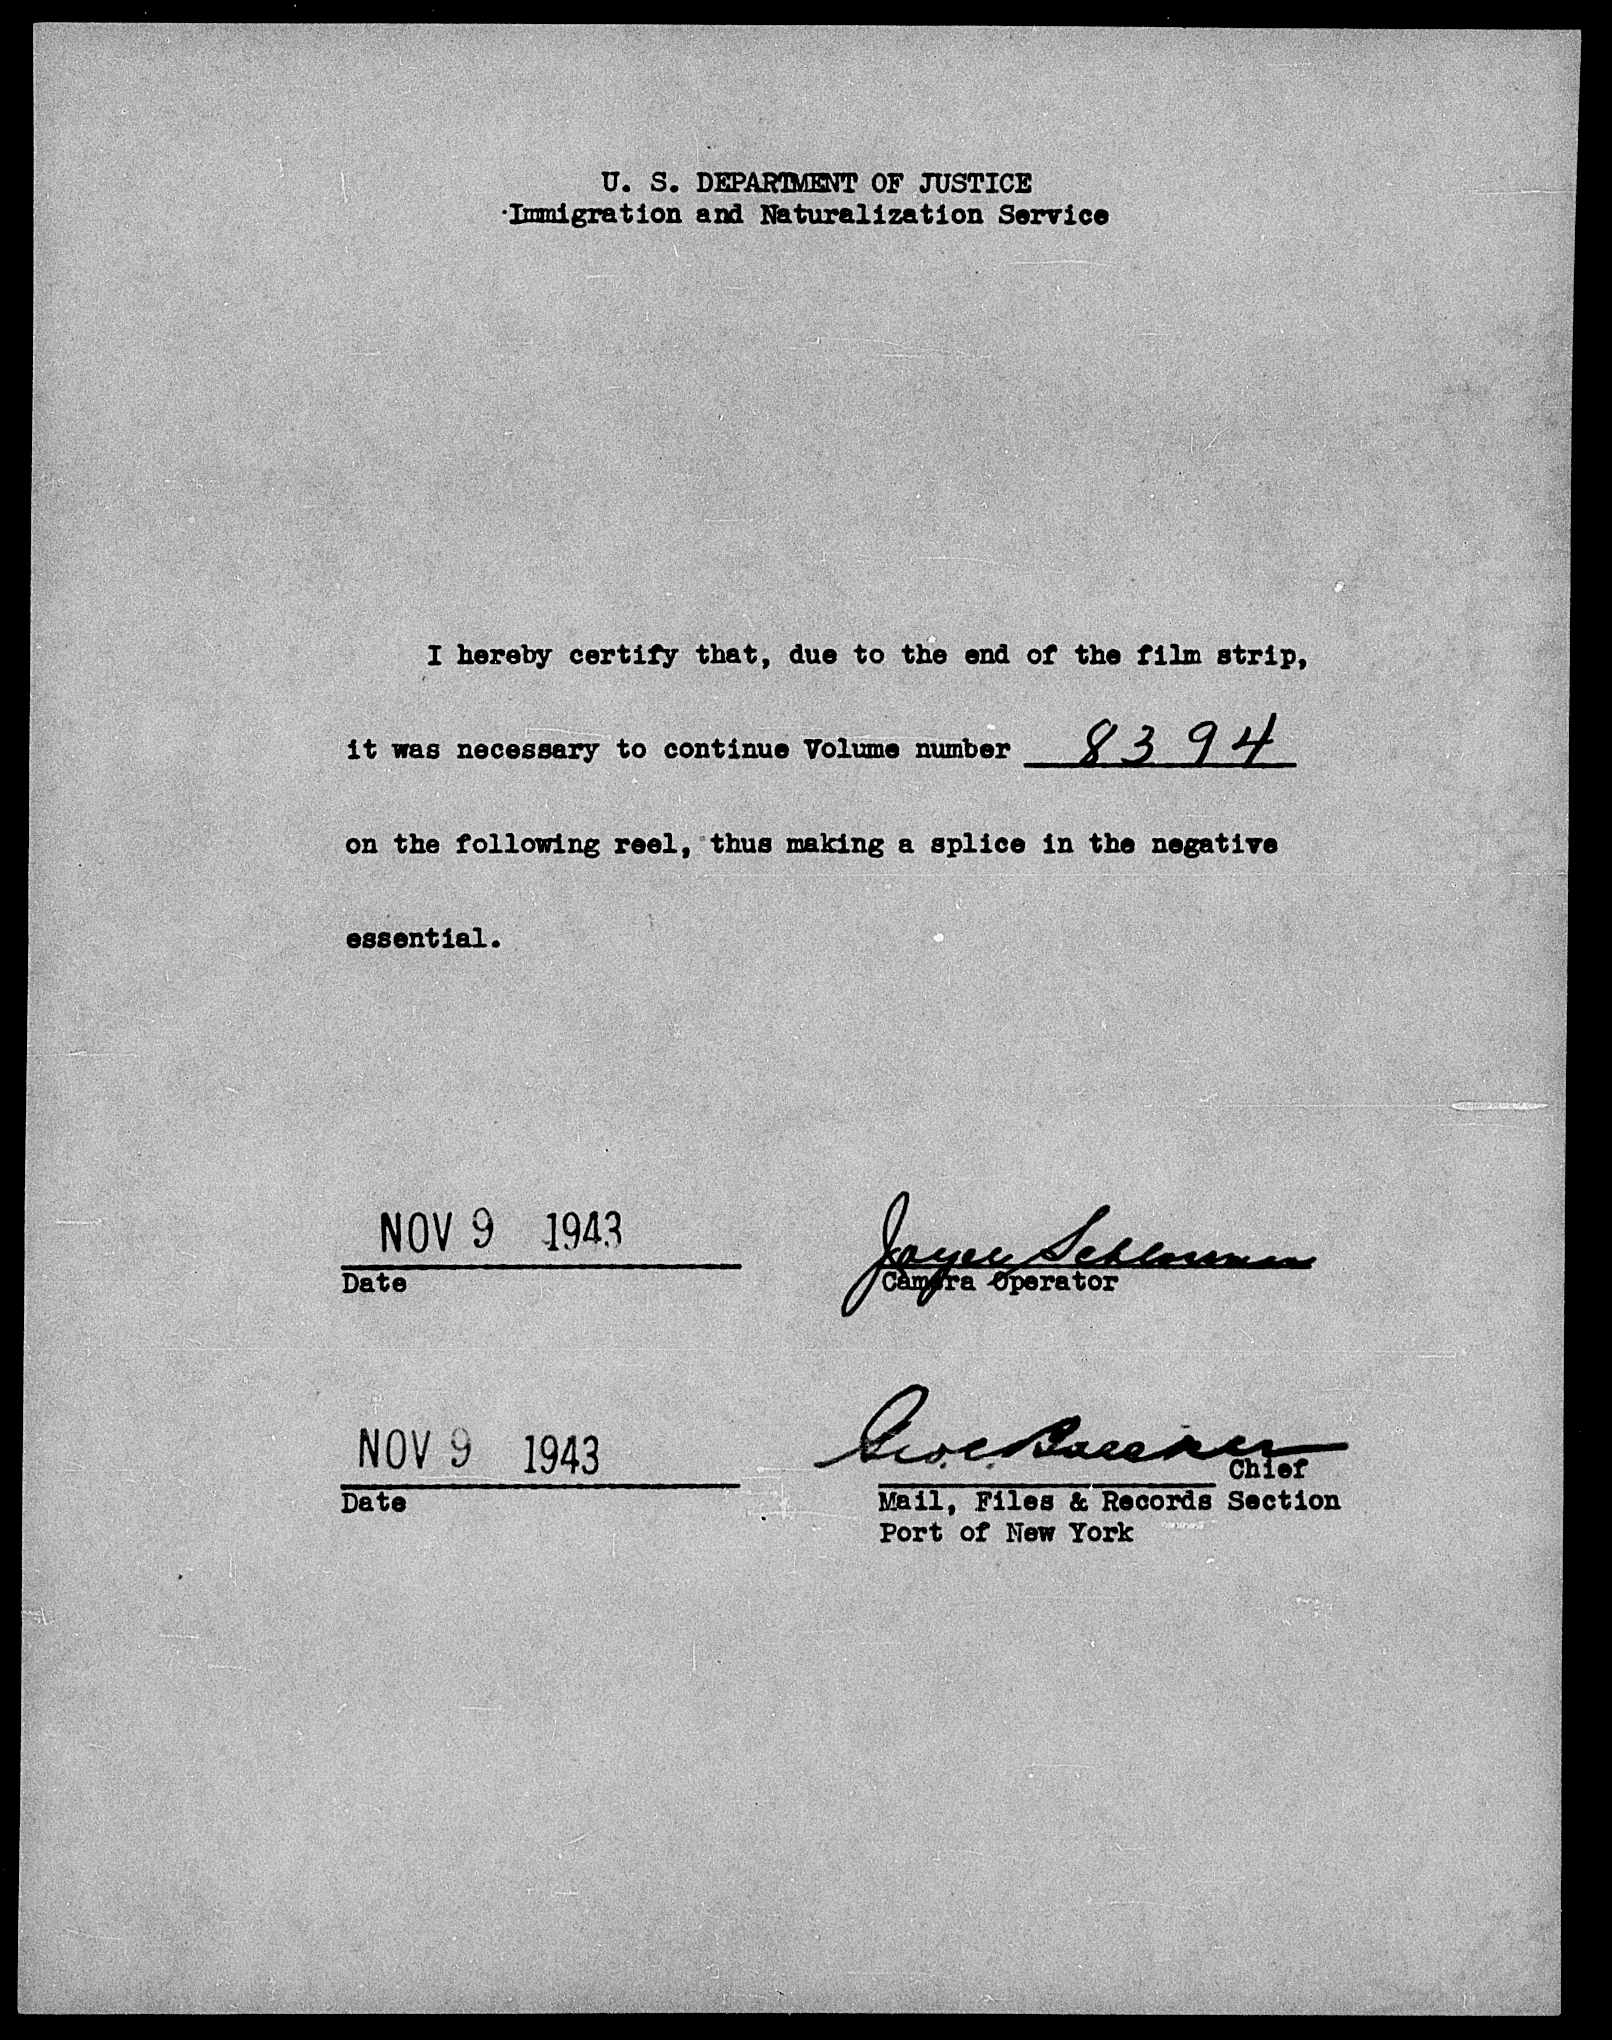 U. S. DEPARTMENT OF JUSTICE
Immigration and Naturalization Service
I hereby certify that, due to the end of the film strip,
it was necessary to continue Volume number 8394
on the following reel, thus making a splice in the negative
essential.
NOV 9 1943
Date
Joyce
Camera Operator
NOV 9 1943
Date
Geo. C.
Chief
Mail, Files & Records Section
Port of New York